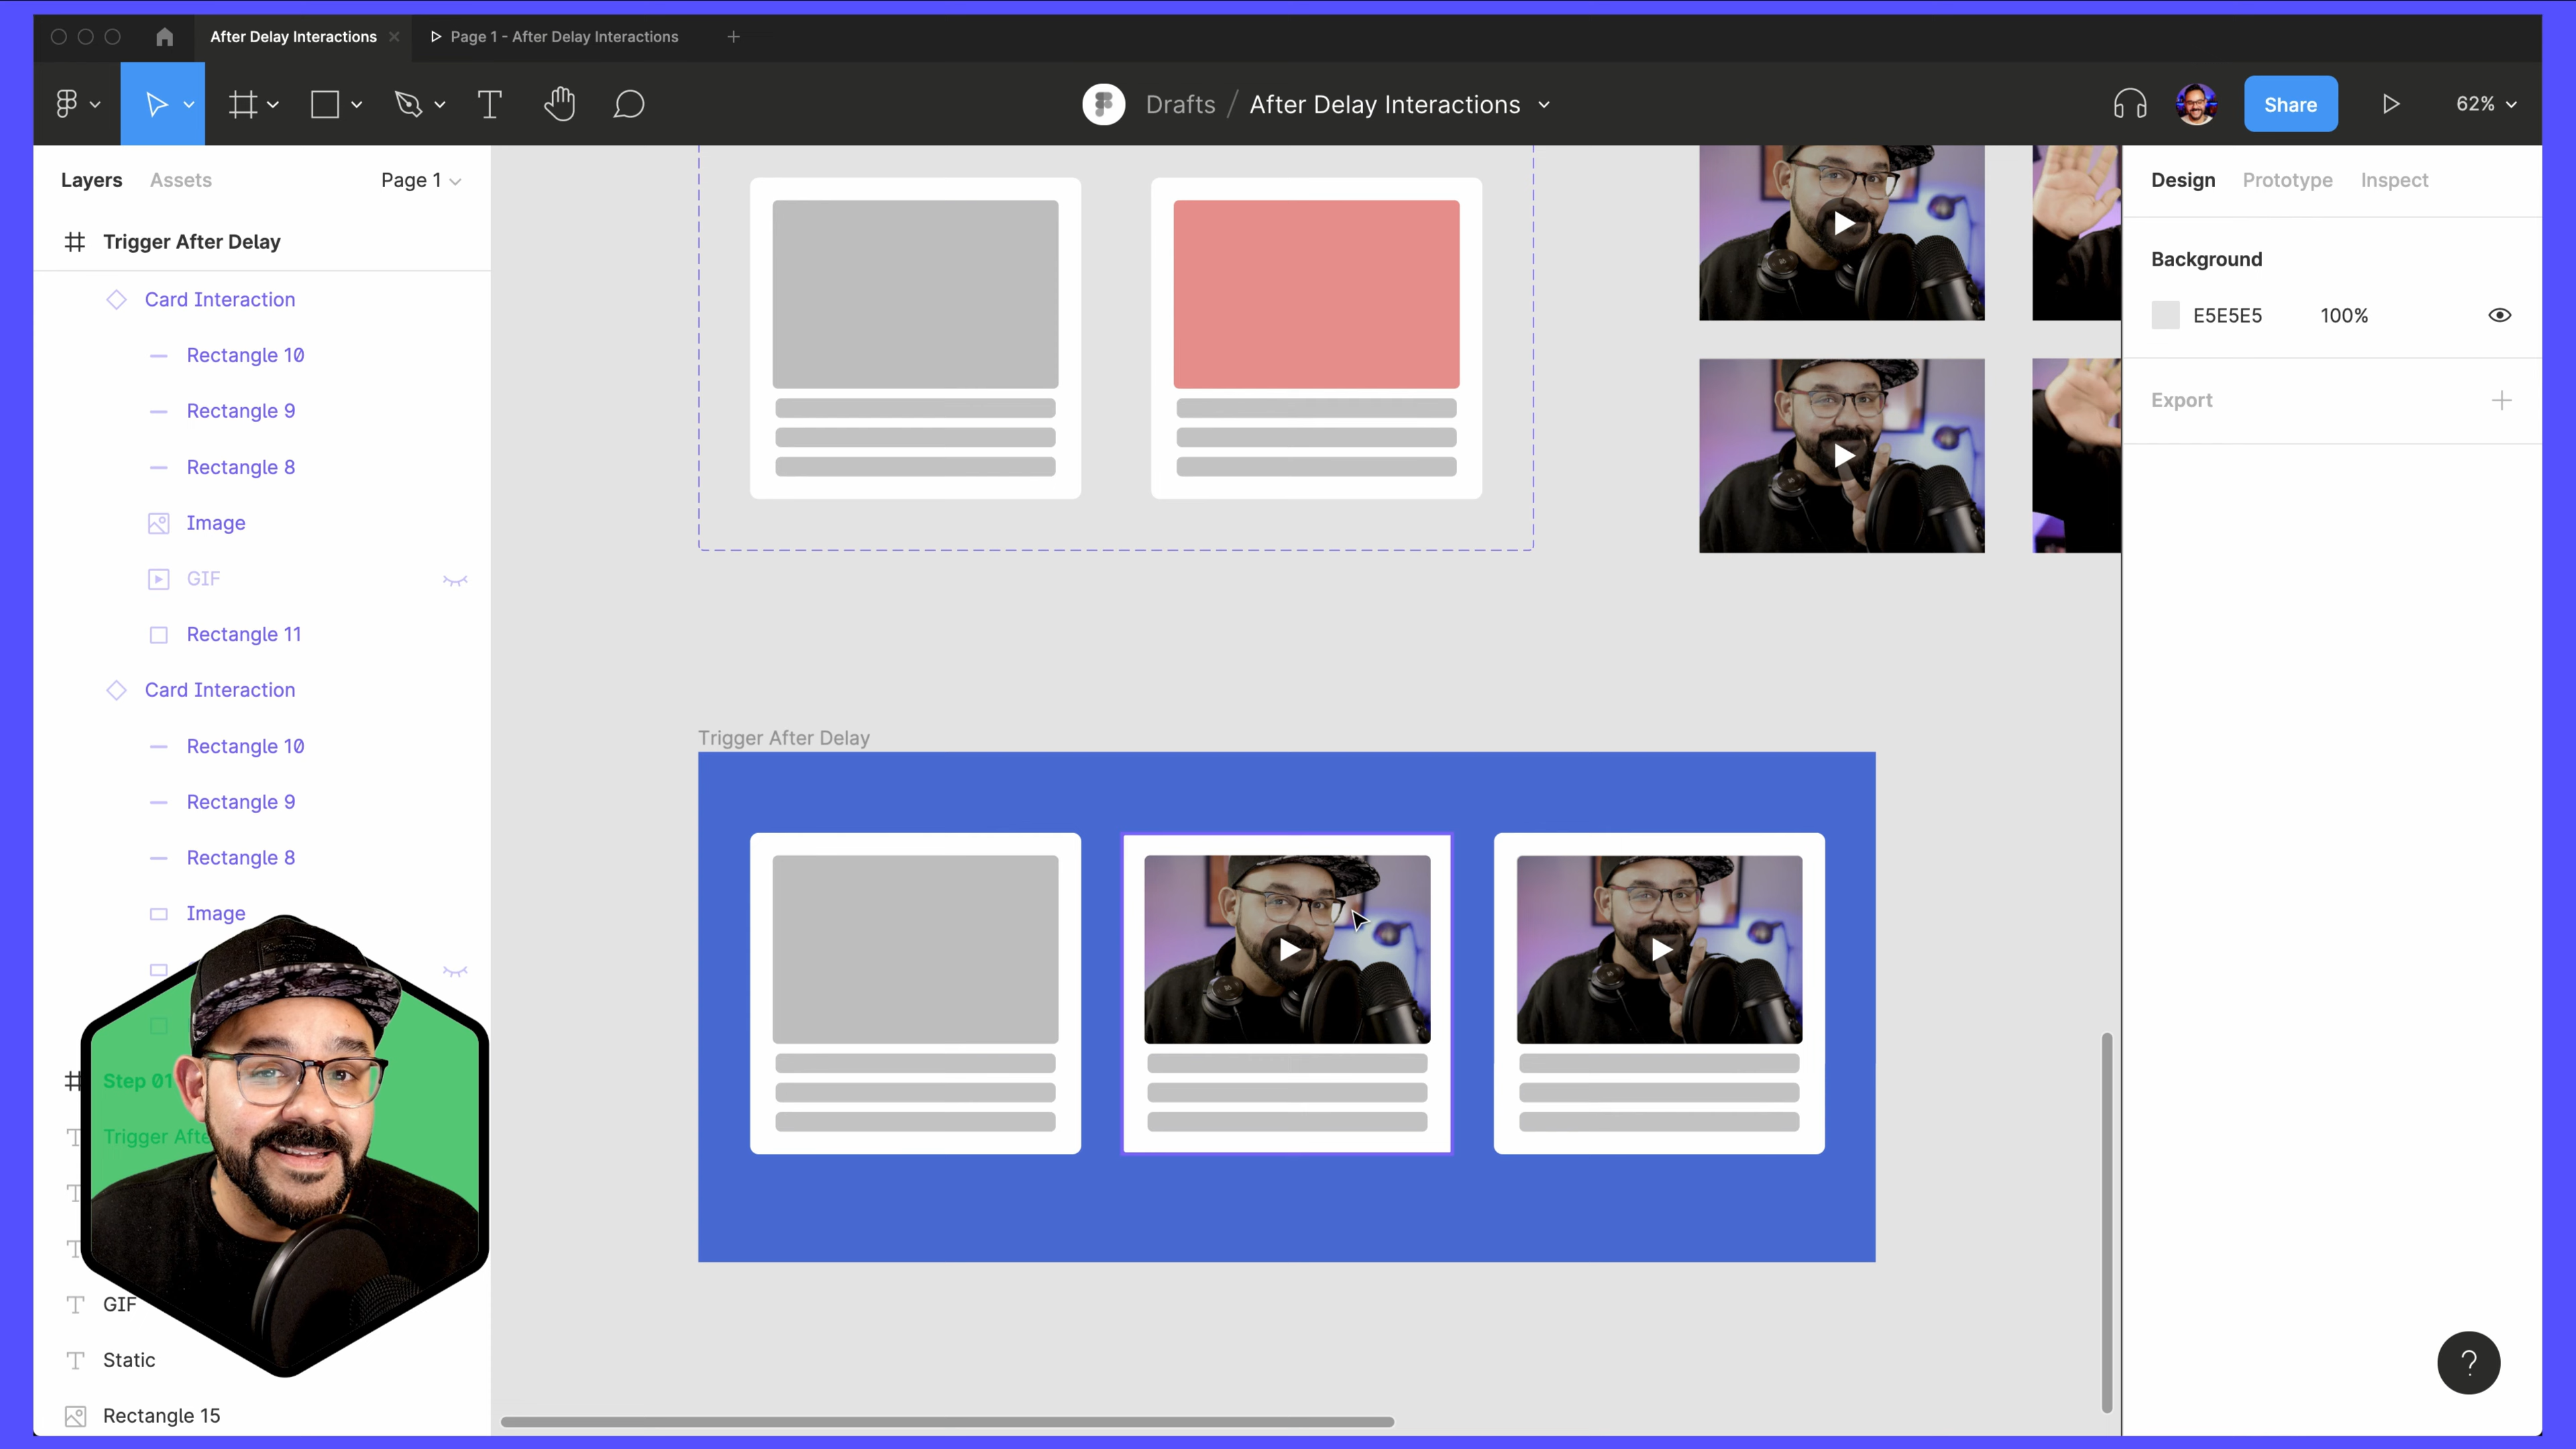 After Delay Interactions
Page 1 - After Delay Interactions
Drafts / After Delay Interactions
Share
62%
Layers
Assets
Page 1
Trigger After Delay
Card Interaction
Rectangle 10
Rectangle 9
Rectangle 8
Image
GIF
Rectangle 11
Card Interaction
Rectangle 10
Rectangle 9
Rectangle 8
Image
Step 01
Trigger Afte
GIF
Static
Rectangle 15
Trigger After Delay
Design
Prototype
Inspect
Background
E5E5E5
100%
Export
?